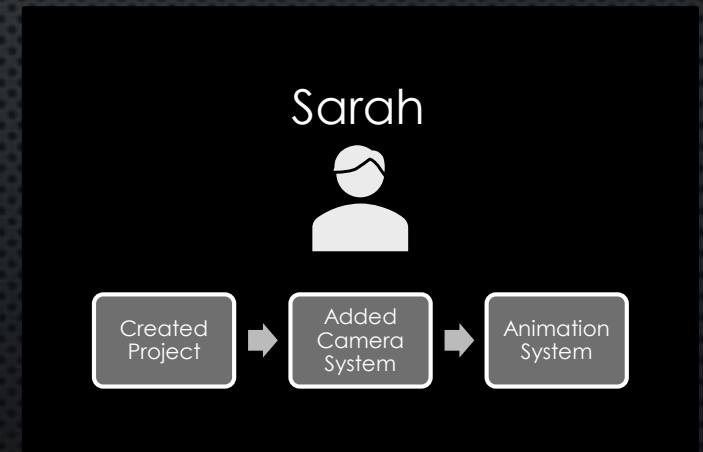 Sarah
Created
Project
Added
Camera
System
Animation
System